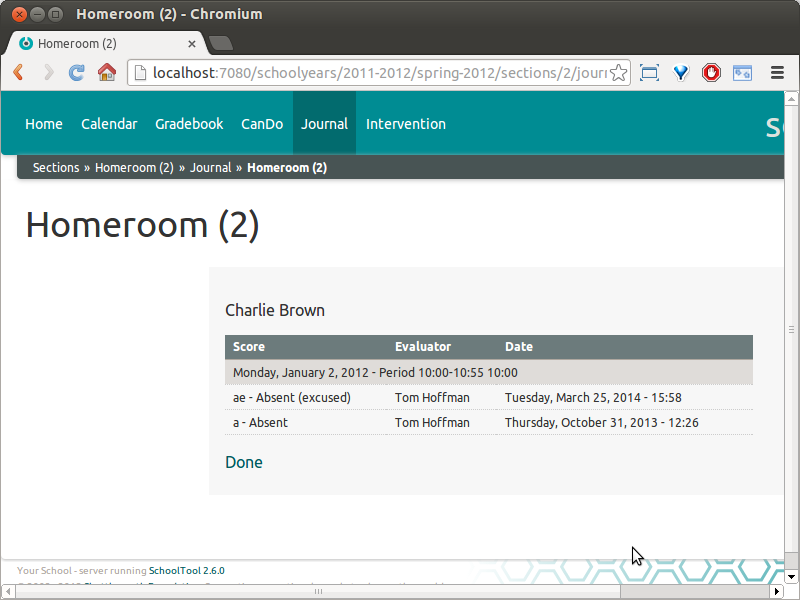 Homeroom (2) - Chromium
Homeroom (2)
localhost:7080/schoolyears/2011-2012/spring-2012/sections/2/jour
Home Calendar Gradebook CanDo Journal Intervention
Sections » Homeroom (2) » Journal » Homeroom (2)
Homeroom (2)
Charlie Brown
Score Evaluator Date
Monday, January 2, 2012 - Period 10:00-10:55 10:00
ae - Absent (excused) Tom Hoffman Tuesday, March 25, 2014 - 15:58
a - Absent Tom Hoffman Thursday, October 31, 2013 - 12:26
Done
Your School - server running SchoolTool 2.6.0